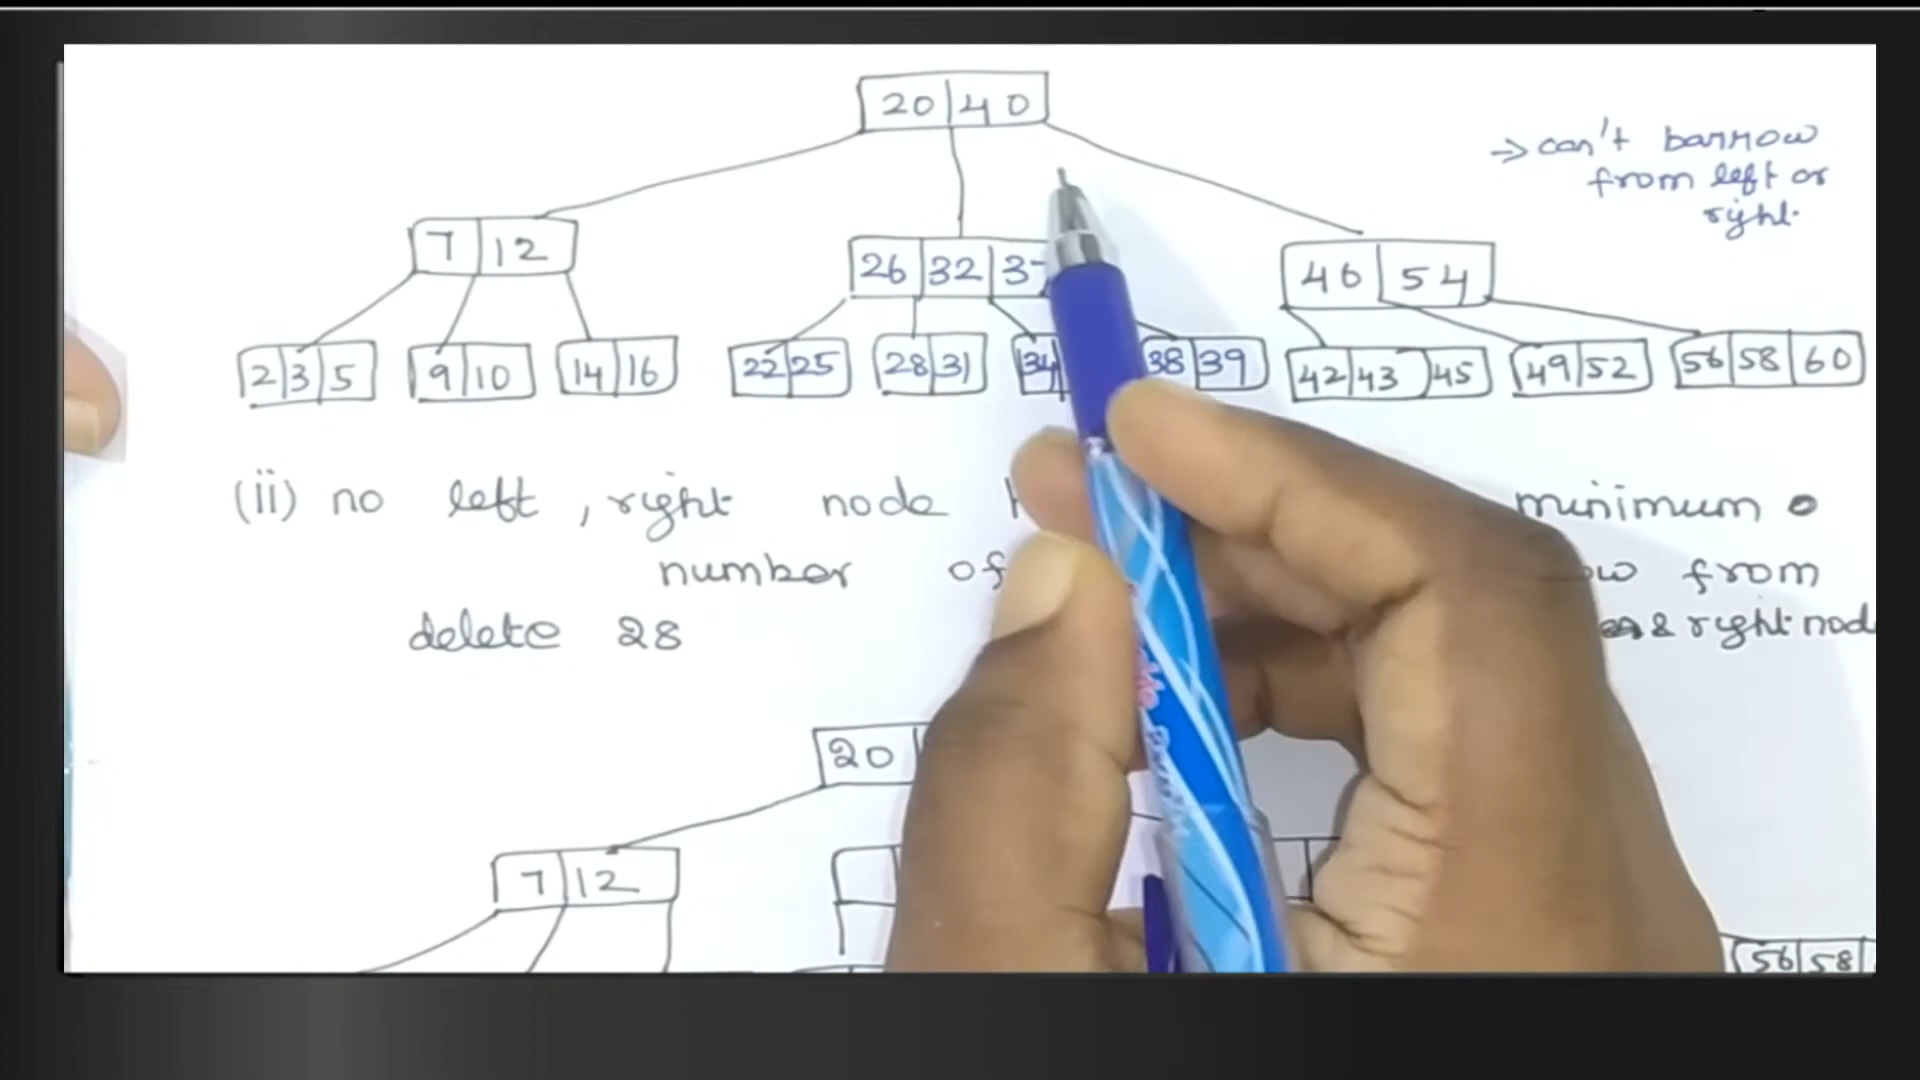 20 40
→ can't barrow
from left or
right.
7 12
26 32
46 54
2 3 5 9 10 14 16 22 25 28 31 34 38 39 42 43 45 49 52 56 58 60
(ii) no left, right node minimum
number of from
delete 28 & right
20
7 12
56 58